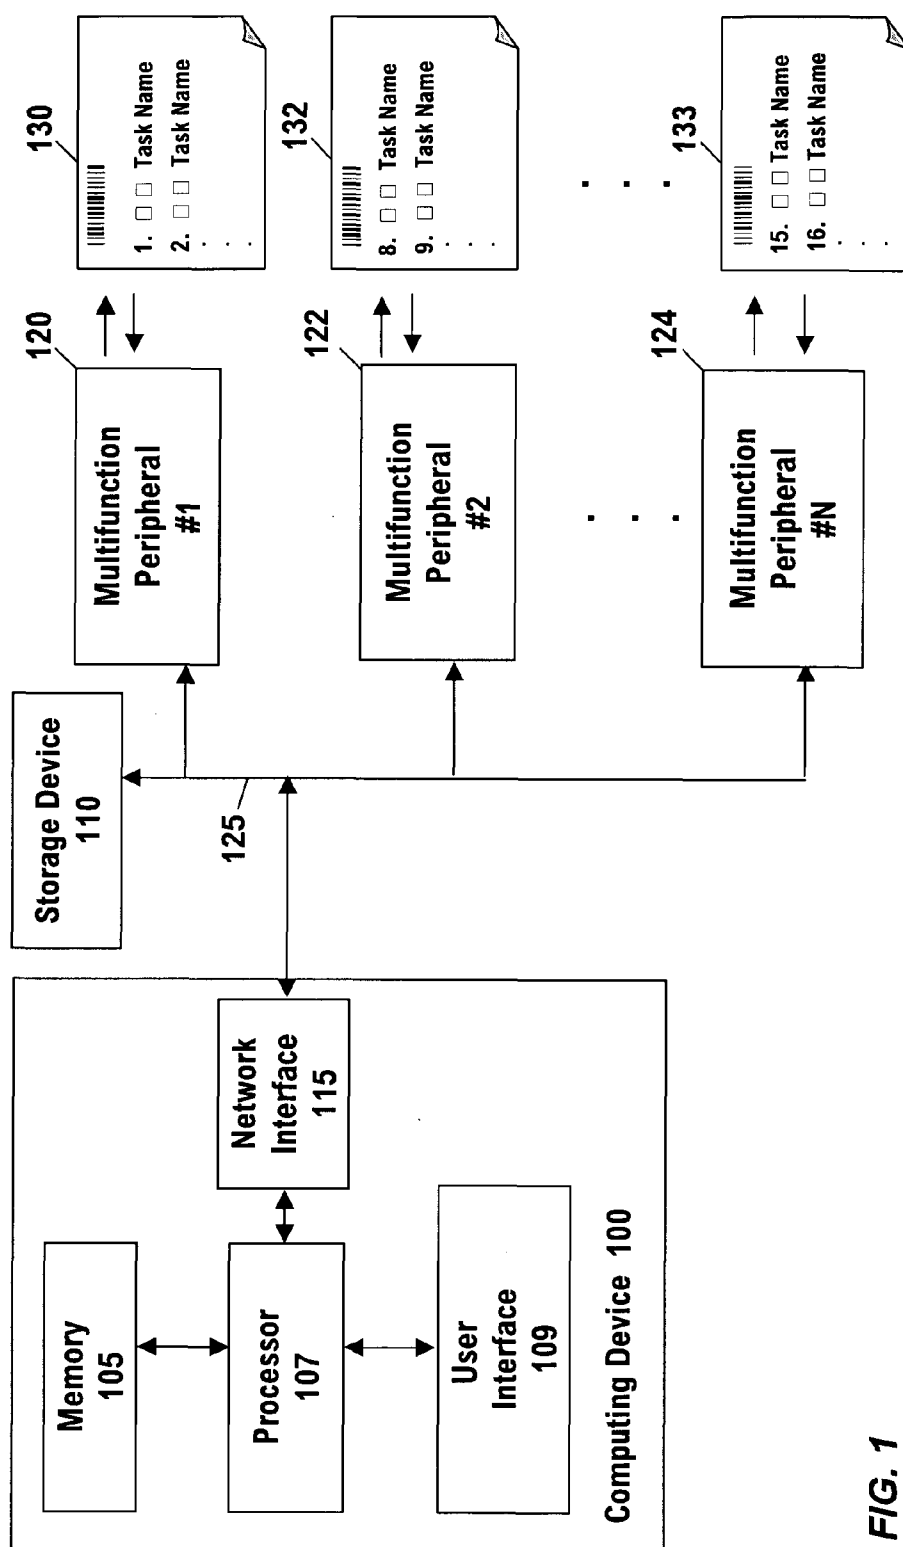 Memory
105
Processor
107
User
Interface
109
Network
Interface
115
Computing Device 100
Storage Device
110
125
120
Multifunction
Peripheral
#1
122
Multifunction
Peripheral
#2
. . .
124
Multifunction
Peripheral
#N
130
1. Task Name
2. Task Name
. . .
132
8. Task Name
9. Task Name
. . .
. . .
133
15. Task Name
16. Task Name
. . .
FIG. 1